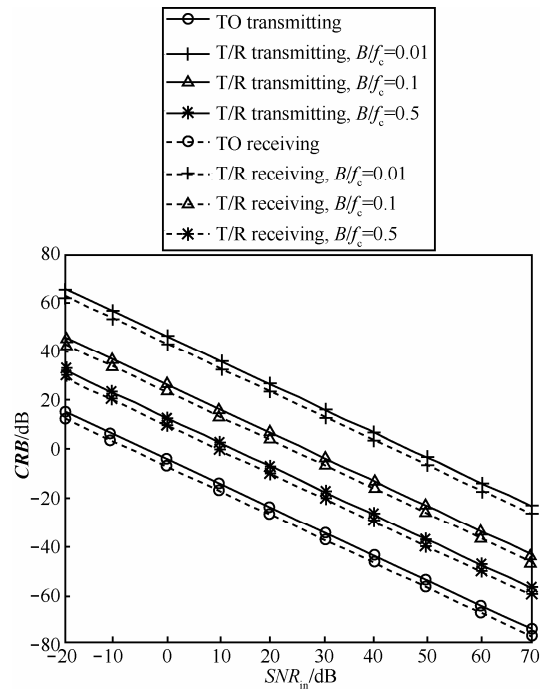 TO transmitting
T/R transmitting, B/fc=0.01
T/R transmitting, B/fc=0.1
T/R transmitting, B/fc=0.5
TO receiving
T/R receiving, B/fc=0.01
T/R receiving, B/fc=0.1
T/R receiving, B/fc=0.5
80
60
40
20
0
−20
−40
−60
−80
CRB/dB
−20 −10 0 10 20 30 40 50 60 70
SNRin/dB